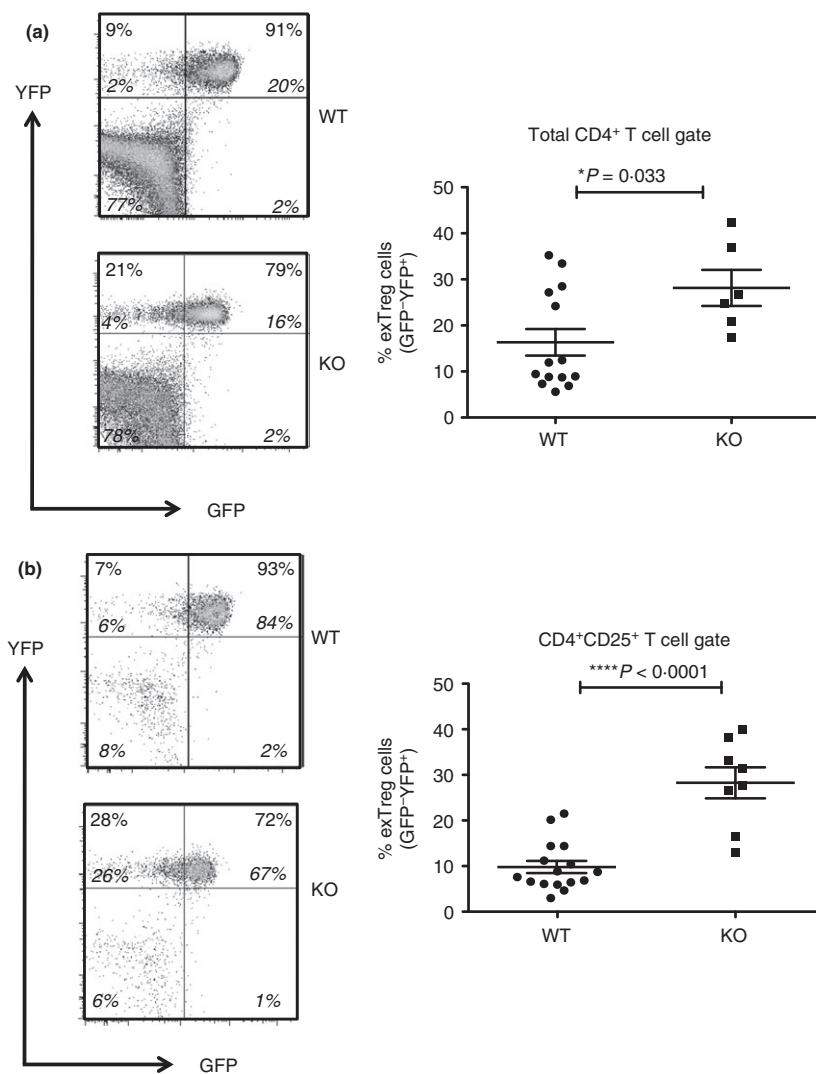 (a)
9% 91%
YFP
2% 20%
WT
77% 2%
21% 79%
4% 16%
KO
78% 2%
GFP
Total CD4+ T cell gate
*P = 0·033
50
40
30
20
10
0
% exTreg cells
(GFP–YFP+)
WT KO
(b)
7% 93%
6% 84%
YFP
WT
8% 2%
28% 72%
26% 67%
KO
6% 1%
GFP
CD4+CD25+ T cell gate
****P < 0·0001
50
40
30
20
10
0
% exTreg cells
(GFP–YFP+)
WT KO